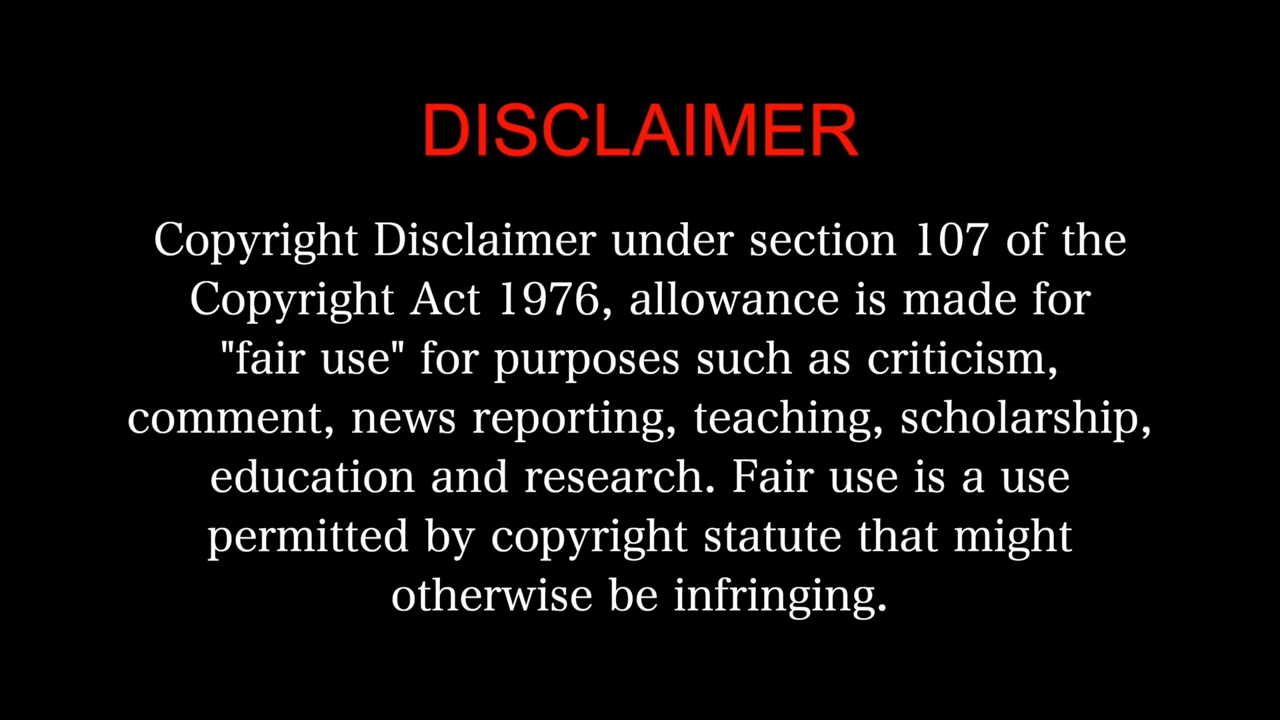 DISCLAIMER
Copyright Disclaimer under section 107 of the
Copyright Act 1976, allowance is made for
"fair use" for purposes such as criticism,
comment, news reporting, teaching, scholarship,
education and research. Fair use is a use
permitted by copyright statute that might
otherwise be infringing.